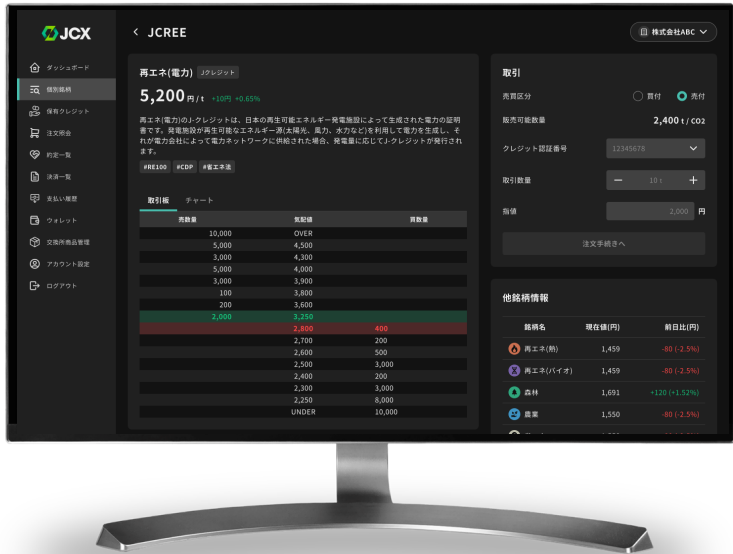 JCX
JCREE
株式会社ABC
ダッシュボード
個別銘柄
保有クレジット
注文照会
約定一覧
決済一覧
支払い履歴
ウォレット
交換所商品管理
アカウント設定
ログアウト
再エネ(電力) Jクレジット
5,200 円 / t +10円 +0.65%
再エネ(電力)のJ-クレジットは、日本の再生可能エネルギー発電施設によって生成された電力の証明
書です。発電施設が再生可能なエネルギー源(太陽光、風力、水力など)を利用して電力を生成し、そ
れが電力会社によって電力ネットワークに供給された場合、発電量に応じてJ-クレジットが発行され
ます。
#RE100 #CDP #省エネ法
取引板 チャート
売数量 気配値 買数量
10,000 OVER
5,000 4,500
3,000 4,300
5,000 4,000
3,000 3,900
100 3,800
200 3,600
2,000 3,250
2,800 400
2,700 200
2,600 500
2,500 3,000
2,400 200
2,300 3,000
2,250 8,000
UNDER 10,000
取引
売買区分 買付 売付
販売可能数量 2,400 t / CO2
クレジット認証番号 12345678
取引数量 − 10 t +
指値 2,000 円
注文手続きへ
他銘柄情報
銘柄名 現在値(円) 前日比(円)
再エネ(熱) 1,459 -80 (-2.5%)
再エネ(バイオ) 1,459 -80 (-2.5%)
森林 1,691 +120 (+1.52%)
農業 1,550 -80 (-2.5%)